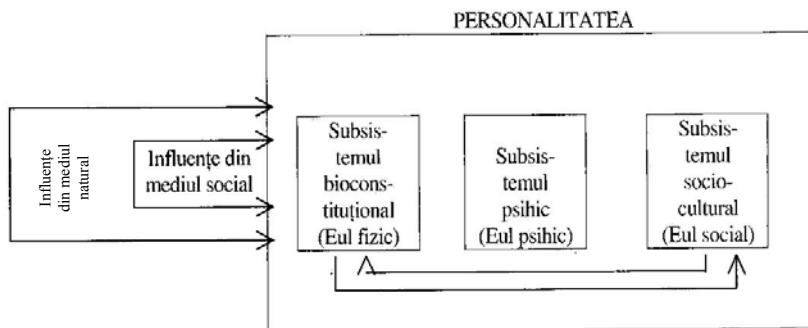 PERSONALITATEA
Influențe
din mediul
natural
Influențe din
mediul social
Subsis-
temul
biocons-
tituțional
(Eul fizic)
Subsis-
temul
psihic
(Eul psihic)
Subsis-
temul
socio-
cultural
(Eul social)